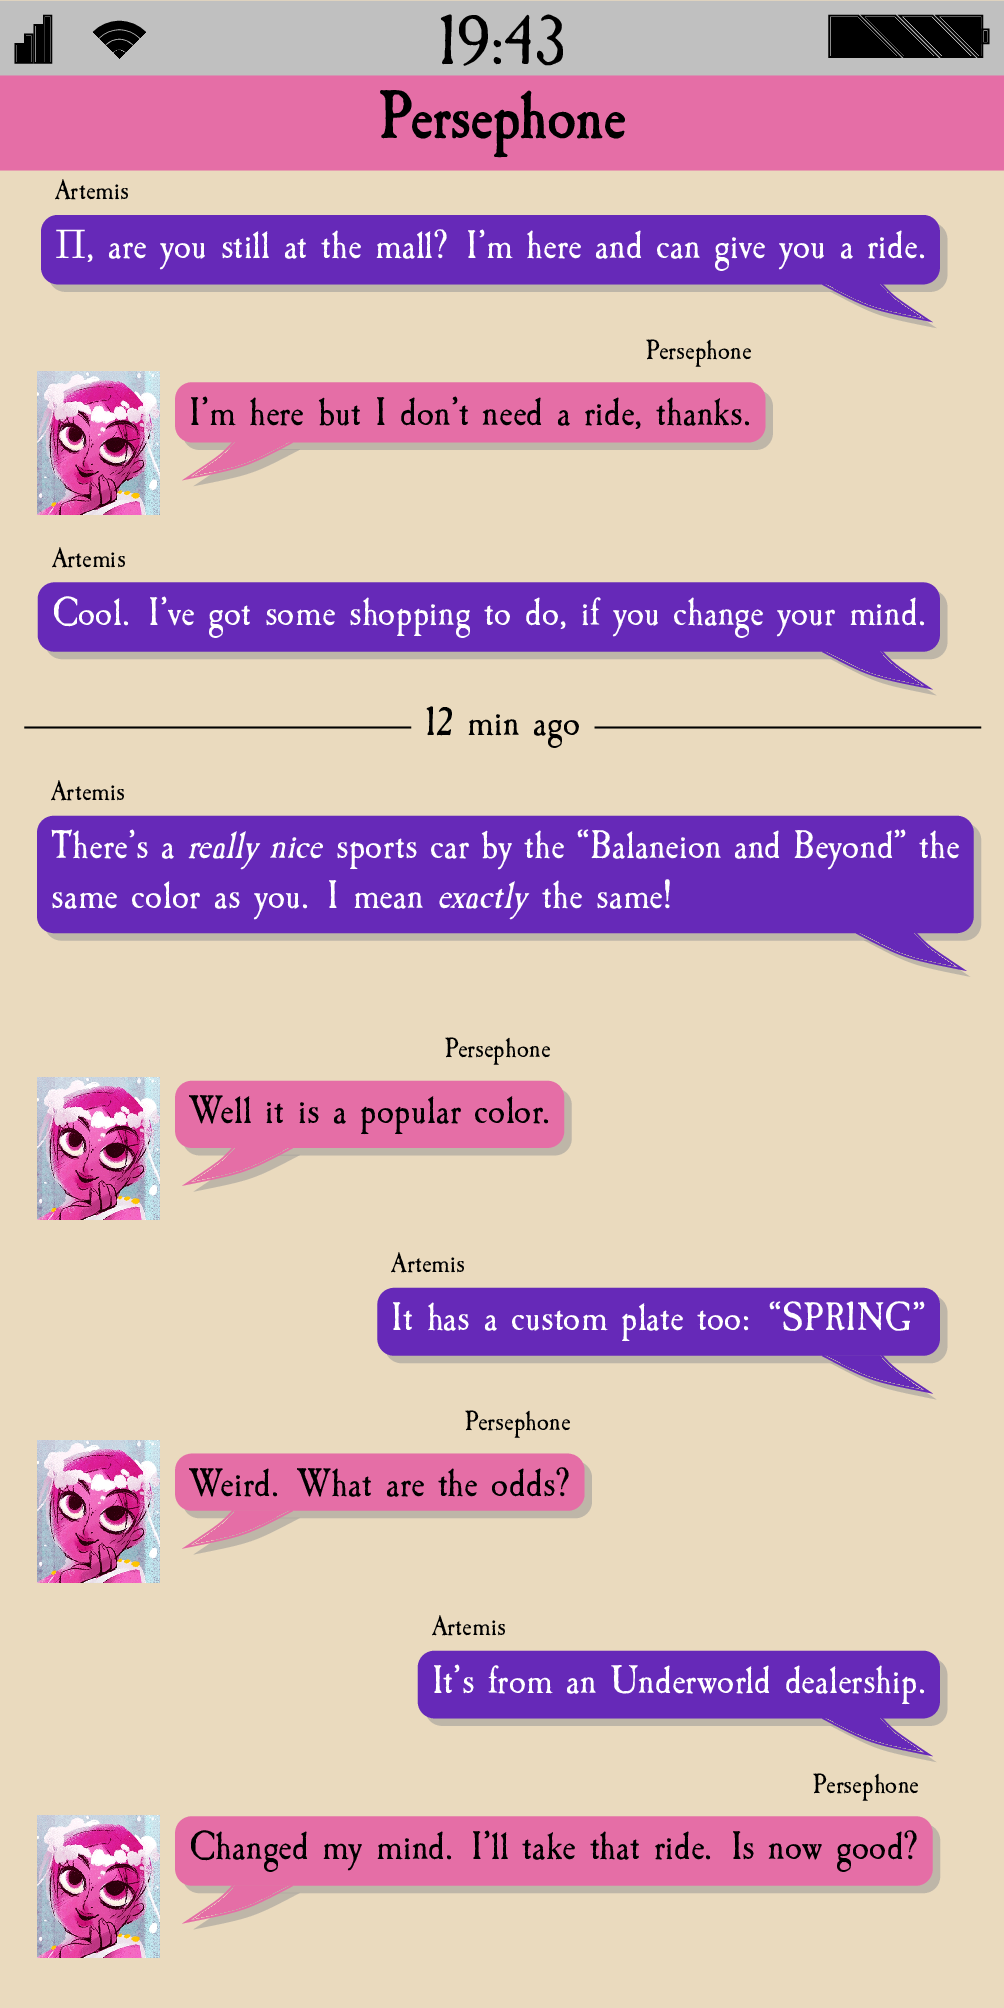 19:43
Persephone
Artemis
Π, are you still at the mall? I'm here and can give you a ride.
Persephone
I'm here but I don't need a ride, thanks.
Artemis
Cool. I've got some shopping to do, if you change your mind.
12 min ago
Artemis
There's a really nice sports car by the “Balaneion and Beyond” the
same color as you. I mean exactly the same!
Persephone
Well it is a popular color.
Artemis
It has a custom plate too: “SPR1NG”
Persephone
Weird. What are the odds?
Artemis
It's from an Underworld dealership.
Persephone
Changed my mind. I'll take that ride. Is now good?